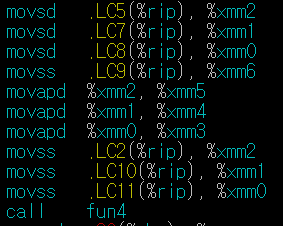 movsd .LC5(%rip), %xmm2
movsd .LC7(%rip), %xmm1
movsd .LC8(%rip), %xmm0
movss .LC9(%rip), %xmm6
movapd %xmm2, %xmm5
movapd %xmm1, %xmm4
movapd %xmm0, %xmm3
movss .LC2(%rip), %xmm2
movss .LC10(%rip), %xmm1
movss .LC11(%rip), %xmm0
call fun4